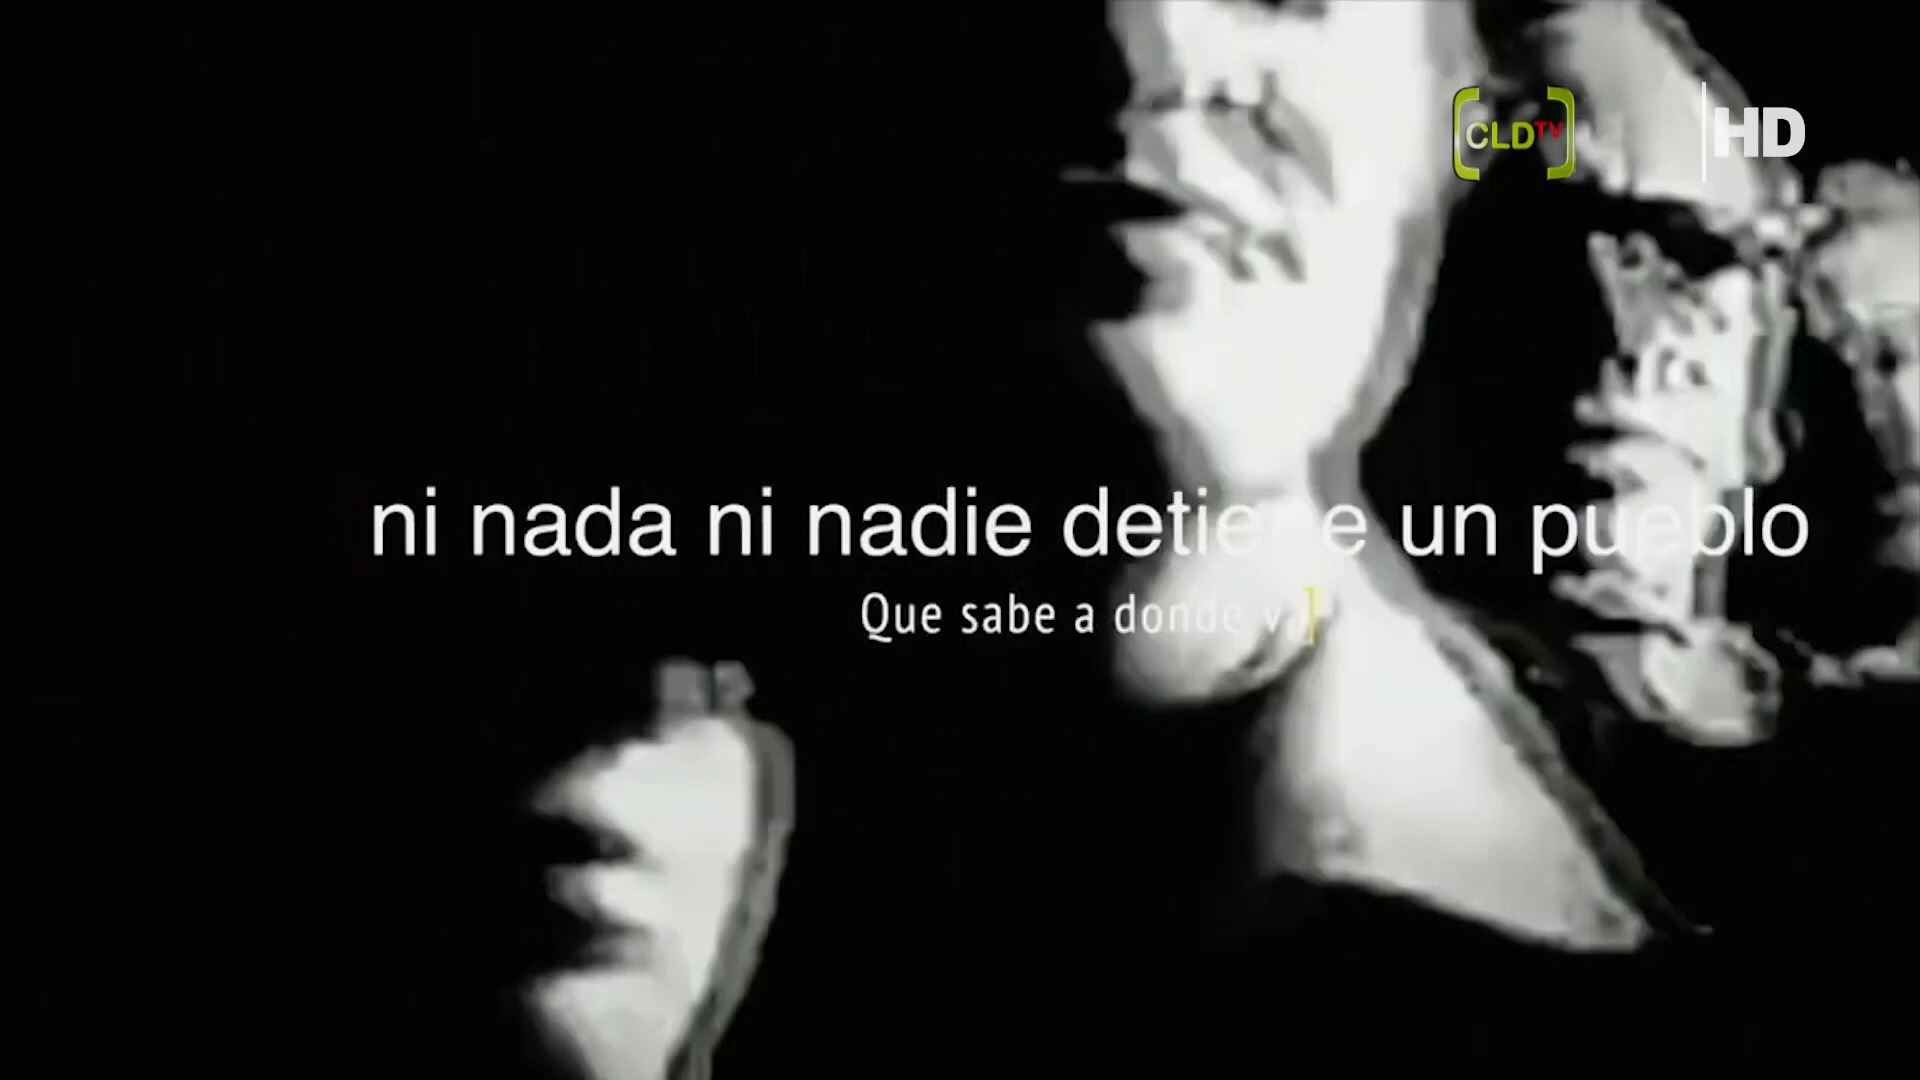 CLDTV
HD
ni nada ni nadie detiene un pueblo
Que sabe a donde v ]